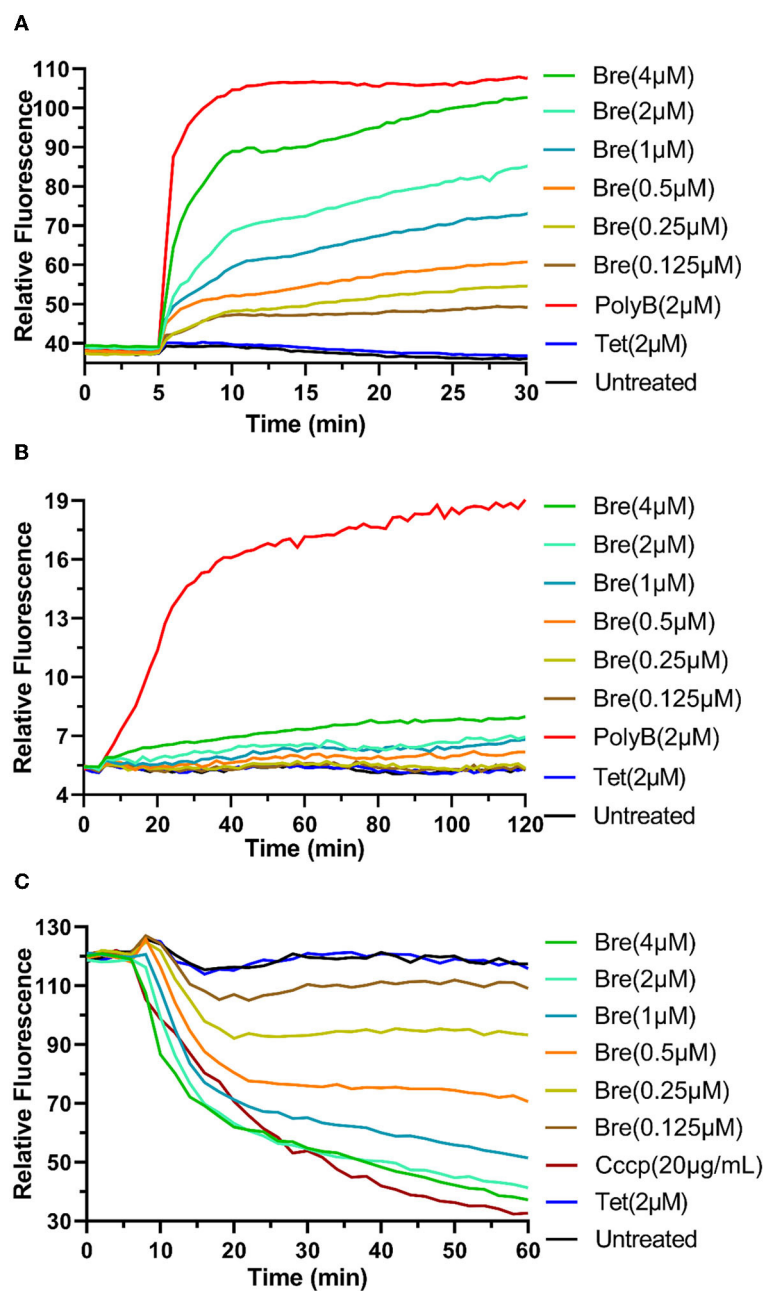 A
110
100
90
80
70
60
50
40
Relative Fluorescence
0 5 10 15 20 25 30
Time (min)
Bre(4μM)
Bre(2μM)
Bre(1μM)
Bre(0.5μM)
Bre(0.25μM)
Bre(0.125μM)
PolyB(2μM)
Tet(2μM)
Untreated
B
19
16
13
10
7
4
Relative Fluorescence
0 20 40 60 80 100 120
Time (min)
Bre(4μM)
Bre(2μM)
Bre(1μM)
Bre(0.5μM)
Bre(0.25μM)
Bre(0.125μM)
PolyB(2μM)
Tet(2μM)
Untreated
C
130
110
90
70
50
30
Relative Fluorescence
0 10 20 30 40 50 60
Time (min)
Bre(4μM)
Bre(2μM)
Bre(1μM)
Bre(0.5μM)
Bre(0.25μM)
Bre(0.125μM)
Cccp(20μg/mL)
Tet(2μM)
Untreated